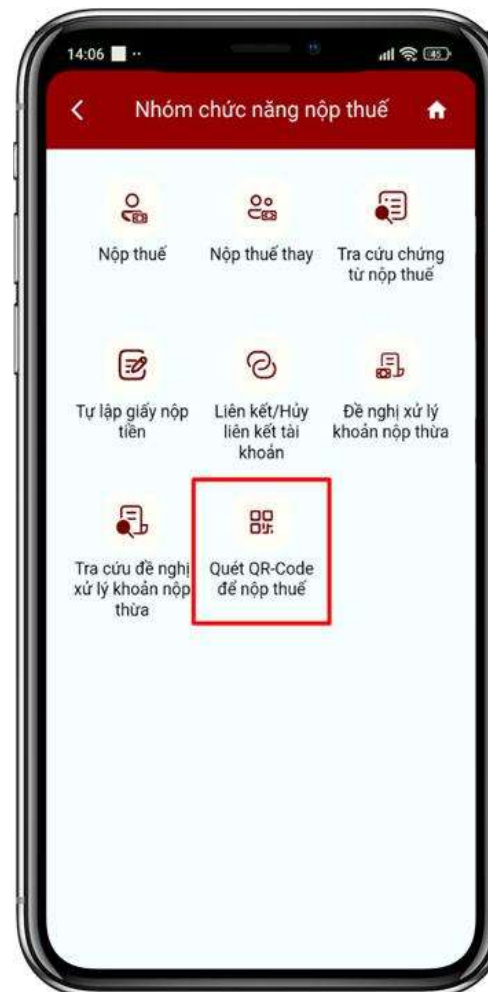 14:06
45
Nhóm chức năng nộp thuế
Nộp thuế
Nộp thuế thay
Tra cứu chứng
từ nộp thuế
Tự lập giấy nộp
tiền
Liên kết/Hủy
liên kết tài
khoản
Đề nghị xử lý
khoản nộp thừa
Tra cứu đề nghị
xử lý khoản nộp
thừa
Quét QR-Code
để nộp thuế